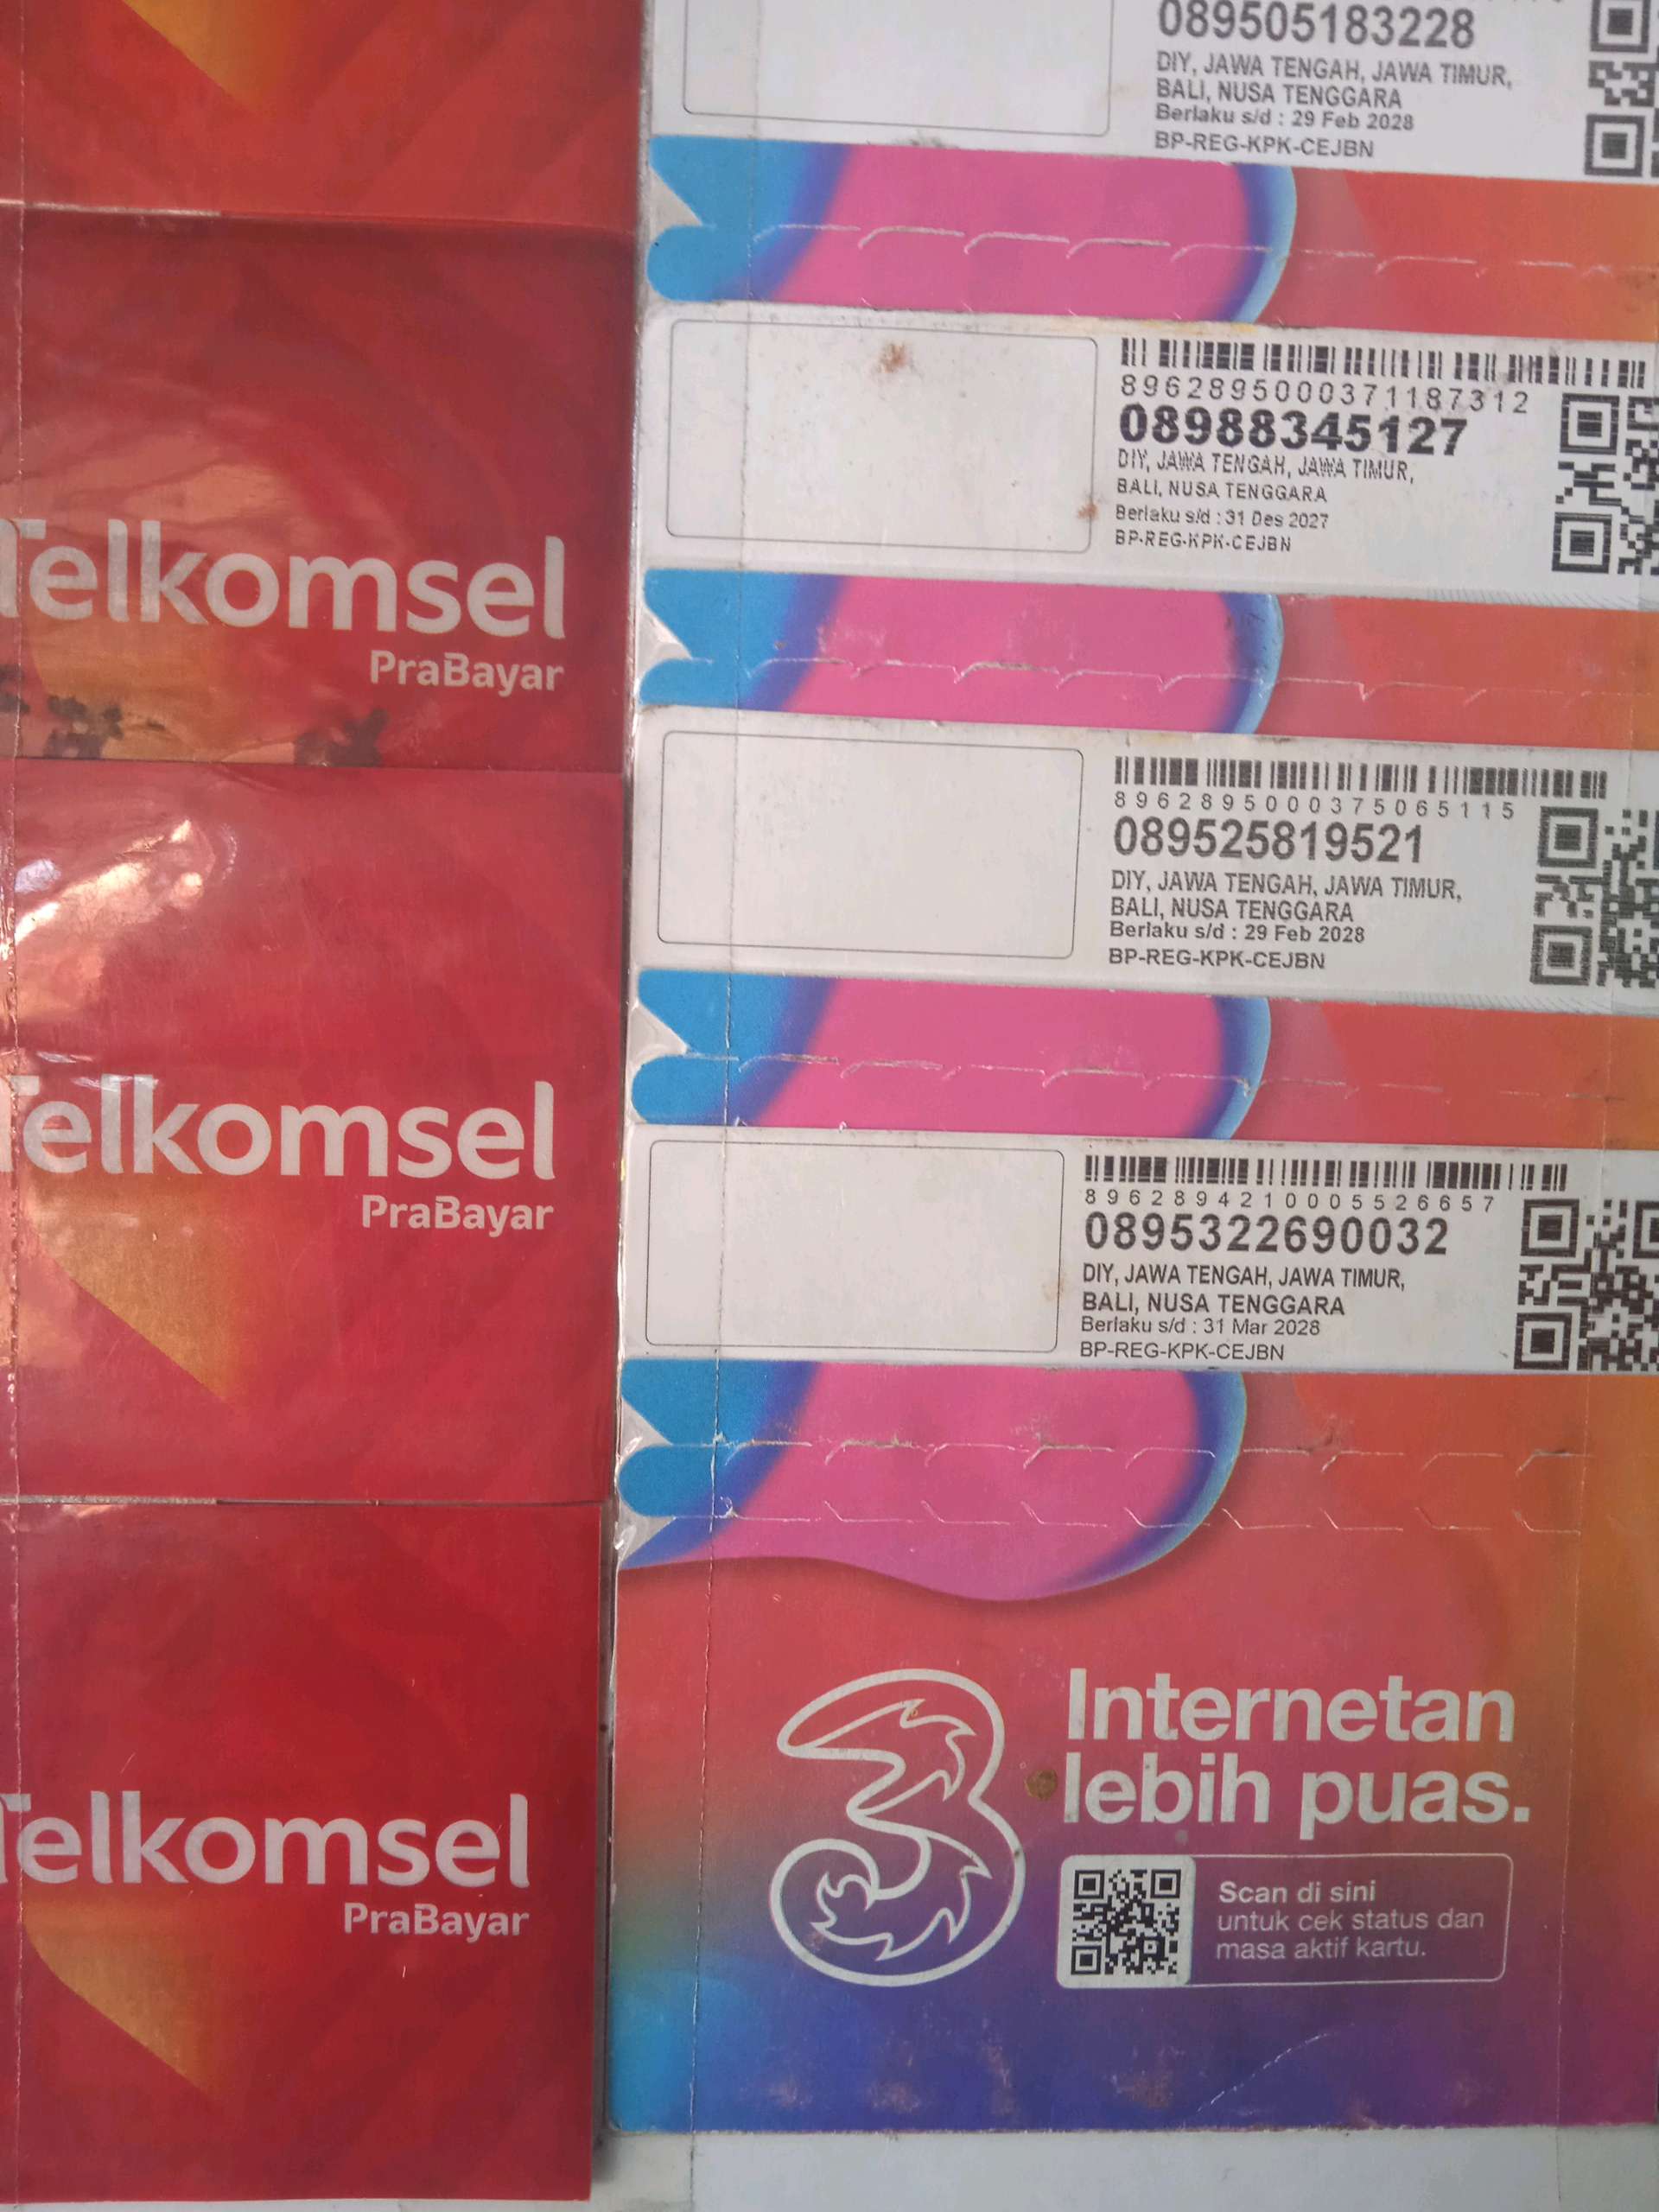 Telkomsel
PraBayar
Telkomsel
PraBayar
Telkomsel
PraBayar
089505183228
DIY, JAWA TENGAH, JAWA TIMUR,
BALI, NUSA TENGGARA
Berlaku s/d : 29 Feb 2028
BP-REG-KPK-CEJBN
8962895000371187312
08988345127
DIY, JAWA TENGAH, JAWA TIMUR,
BALI, NUSA TENGGARA
Berlaku s/d : 31 Des 2027
BP-REG-KPK-CEJBN
8962895000375065115
089525819521
DIY, JAWA TENGAH, JAWA TIMUR,
BALI, NUSA TENGGARA
Berlaku s/d : 29 Feb 2028
BP-REG-KPK-CEJBN
8962894210005526657
0895322690032
DIY, JAWA TENGAH, JAWA TIMUR,
BALI, NUSA TENGGARA
Berlaku s/d : 31 Mar 2028
BP-REG-KPK-CEJBN
3
Internetan
lebih puas.
Scan di sini
untuk cek status dan
masa aktif kartu.